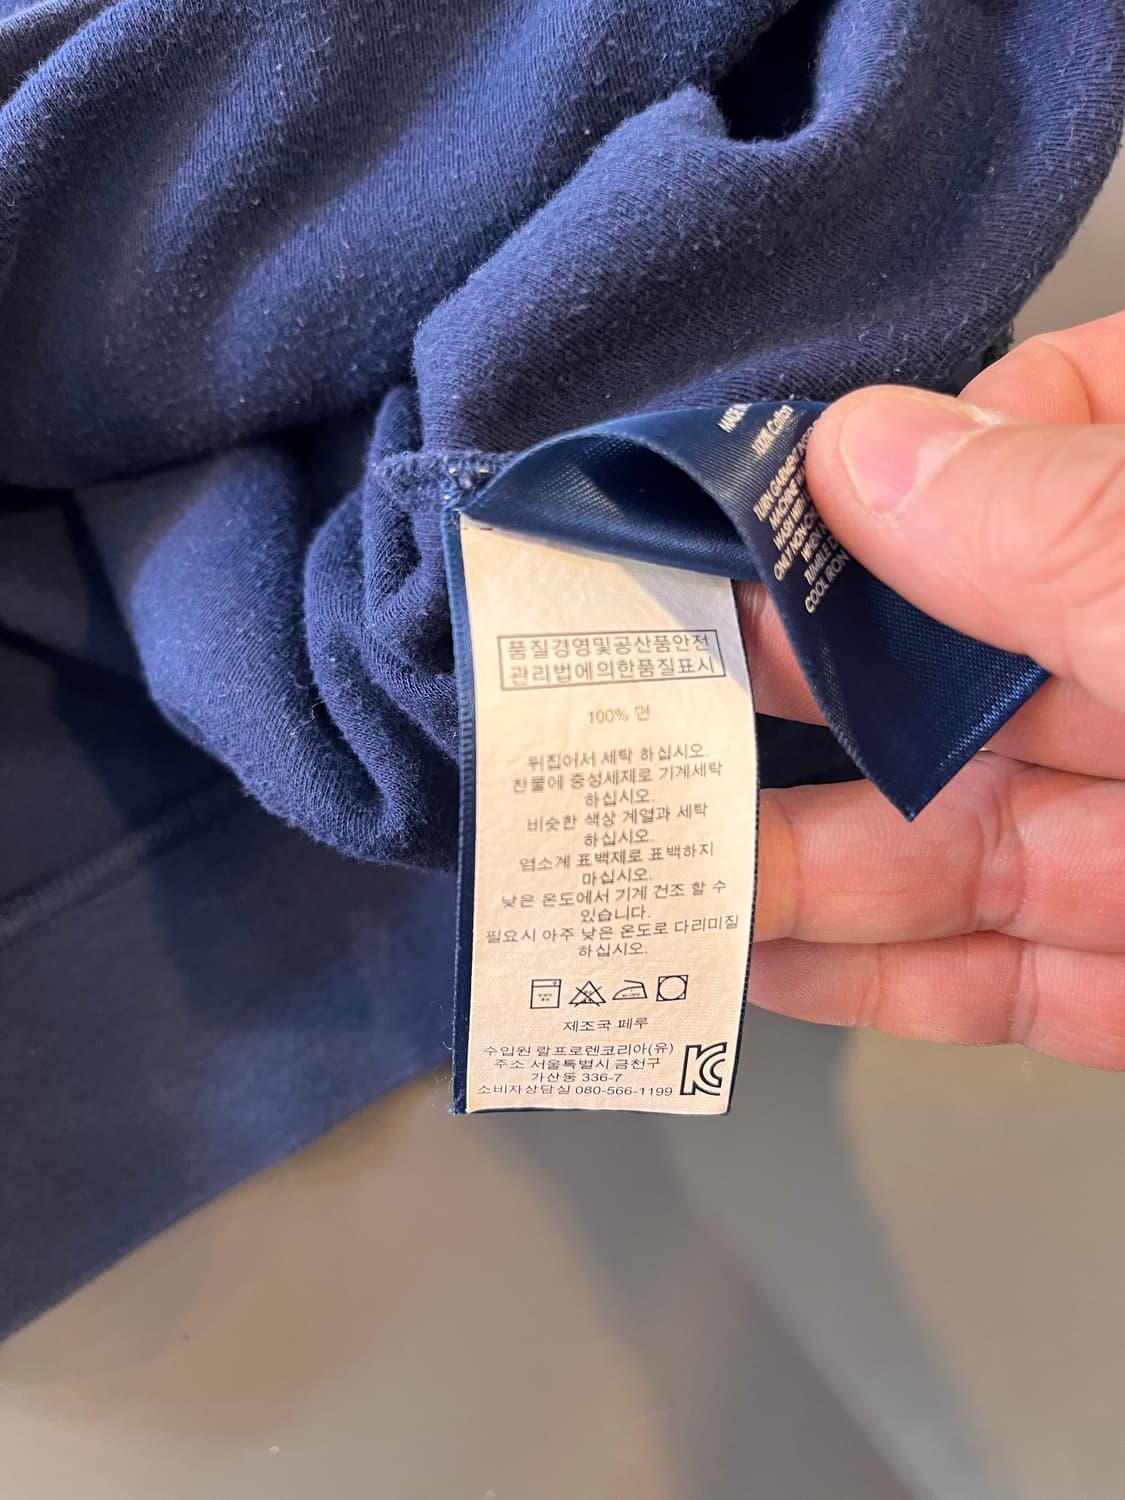 100% Cotton
TURN GARMENT
MACHINE
WASH WITH
ONLY NON-
TUMBLE
COOL IRON
품질경영및공산품안전
관리법에의한품질표시
100% 면
뒤집어서 세탁 하십시오.
찬물에 중성세제로 기계세탁
하십시오.
비슷한 색상 계열과 세탁
하십시오.
염소계 표백제로 표백하지
마십시오.
낮은 온도에서 기계 건조 할 수
있습니다.
필요시 아주 낮은 온도로 다리미질
하십시오.
제조국 페루
수입원 랄프로렌코리아(유)
주소 서울특별시 금천구
가산동 336-7
소비자상담실 080-566-1199